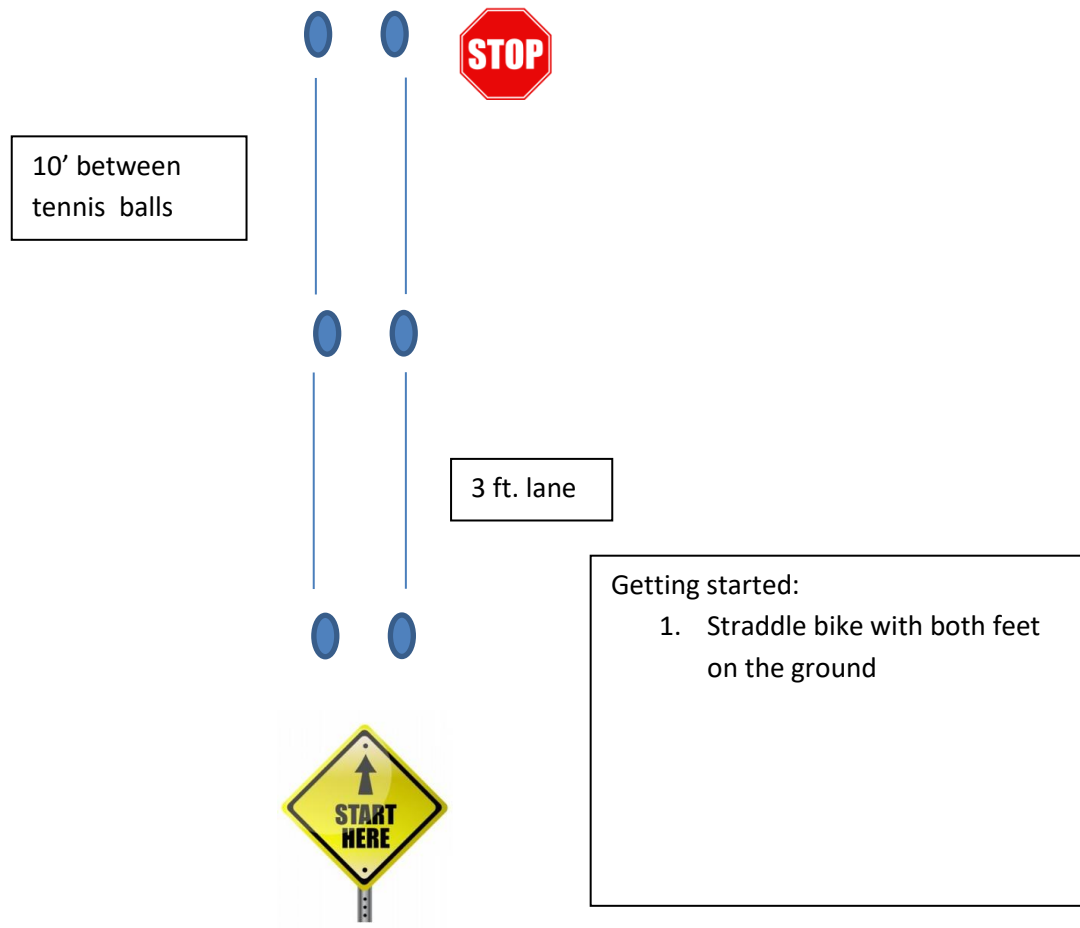 STOP
10’ between
tennis balls
3 ft. lane
Getting started:
1. Straddle bike with both feet
on the ground
START
HERE